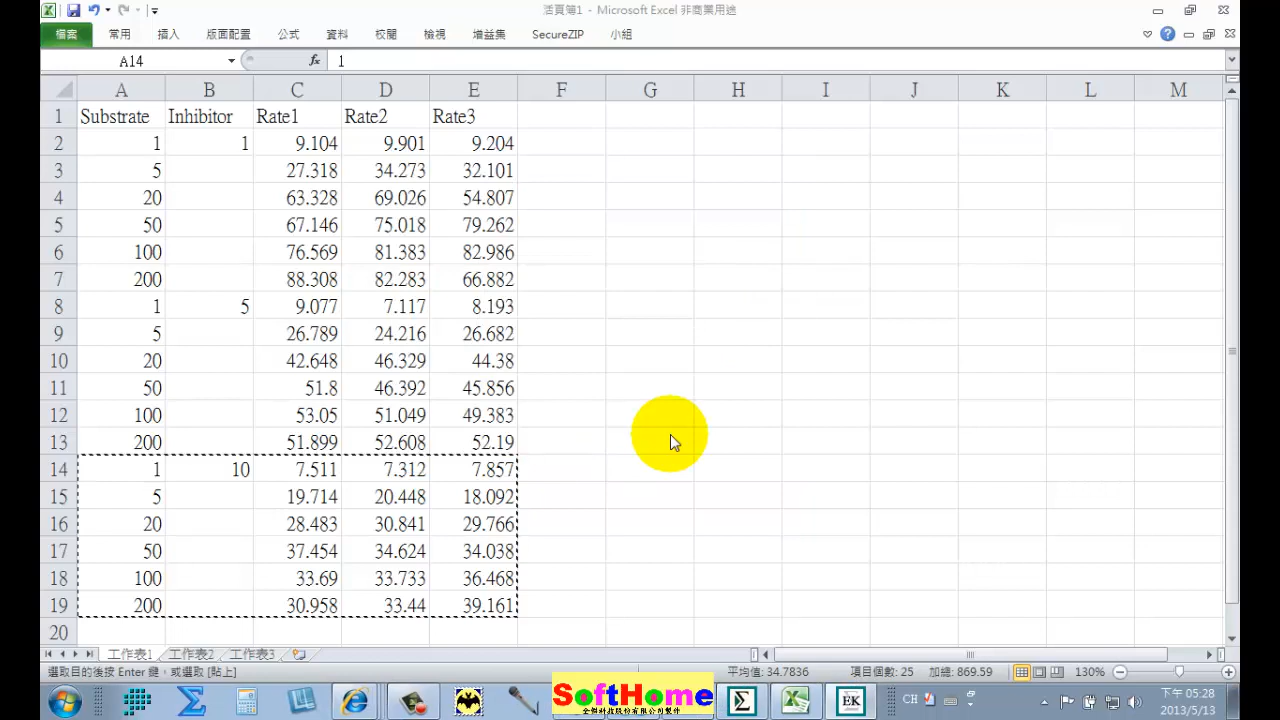 活頁簿1 - Microsoft Excel 非商業用途
檔案 常用 插入 版面配置 公式 資料 校閱 檢視 增益集 SecureZIP 小組
A14 fx 1
A B C D E F G H I J K L M
1 Substrate Inhibitor Rate1 Rate2 Rate3
2 1 1 9.104 9.901 9.204
3 5 27.318 34.273 32.101
4 20 63.328 69.026 54.807
5 50 67.146 75.018 79.262
6 100 76.569 81.383 82.986
7 200 88.308 82.283 66.882
8 1 5 9.077 7.117 8.193
9 5 26.789 24.216 26.682
10 20 42.648 46.329 44.38
11 50 51.8 46.392 45.856
12 100 53.05 51.049 49.383
13 200 51.899 52.608 52.19
14 1 10 7.511 7.312 7.857
15 5 19.714 20.448 18.092
16 20 28.483 30.841 29.766
17 50 37.454 34.624 34.038
18 100 33.69 33.733 36.468
19 200 30.958 33.44 39.161
20
工作表1 工作表2 工作表3
選取目的後按 Enter 鍵，或選取 [貼上] 平均值: 34.7836 項目個數: 25 加總: 869.59 130%
SoftHome
EK
CH
下午 05:28
2013/5/13